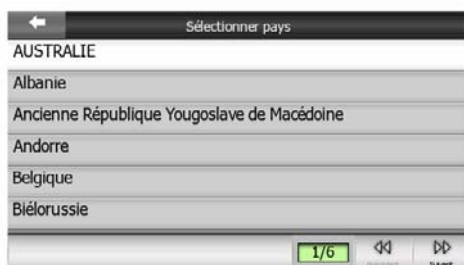 Sélectionner pays
AUSTRALIE
Albanie
Ancienne République Yougoslave de Macédoine
Andorre
Belgique
Biélorussie
1/6